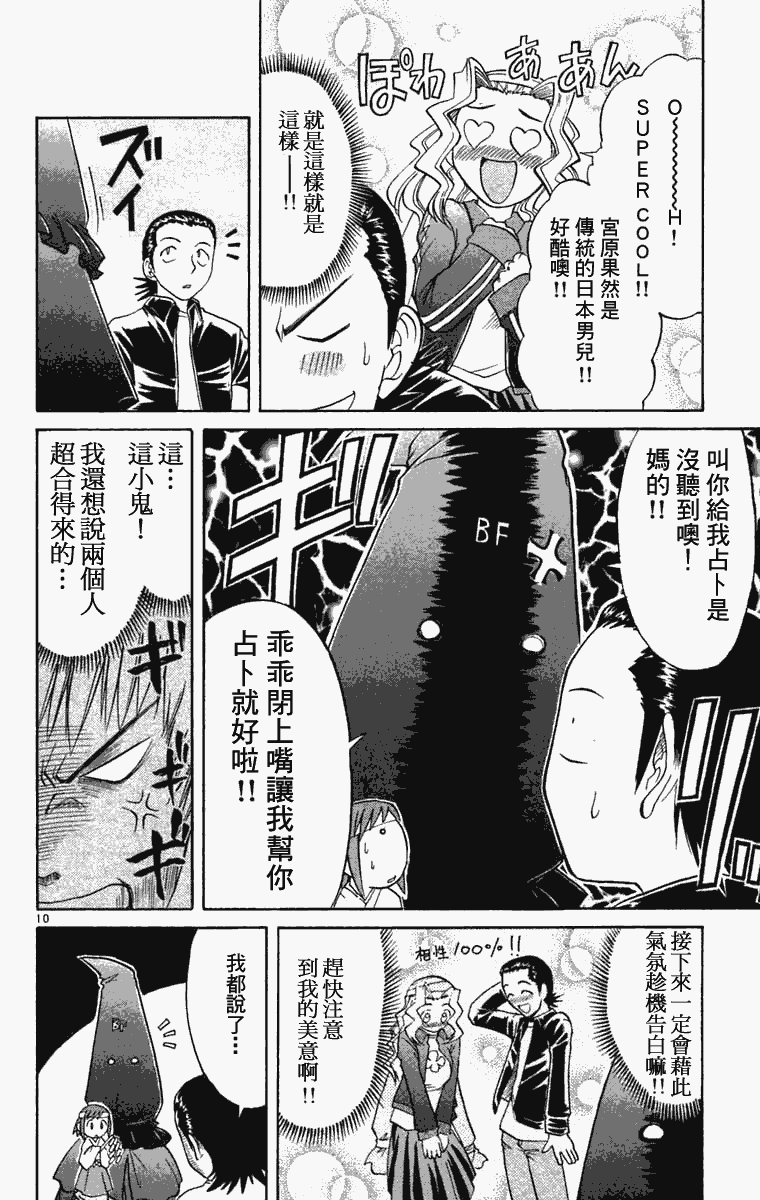 O~~~~~H!
SUPER COOL!!
宮原果然是
傳統的日本男兒!!
好酷噢!!
ぽわ
ああん
就是這樣就是
這樣——!!
ズイ
叫你給我占卜是
沒聽到噢!
媽的!!
BF
ギギ
乖乖閉上嘴讓我幫你
占卜就好啦!!
這…
這小鬼!
我還想說兩個人
超合得來的…
ギギ
10
接下來一定會藉此
氣氛趁機告白嘛!!
相性100%!!
趕快注意
到我的美意啊!!
我都說了…
BF